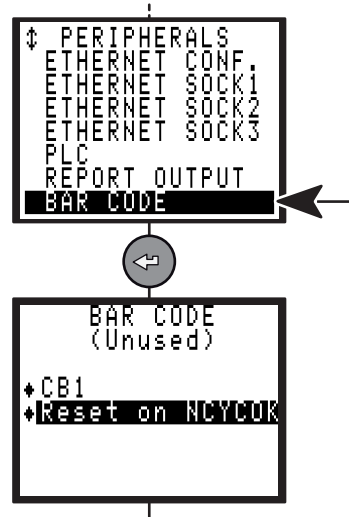 PERIPHERALS
ETHERNET CONF.
ETHERNET SOCK1
ETHERNET SOCK2
ETHERNET SOCK3
PLC
REPORT OUTPUT
BAR CODE
BAR CODE
(Unused)
CB1
Reset on NCYCOK